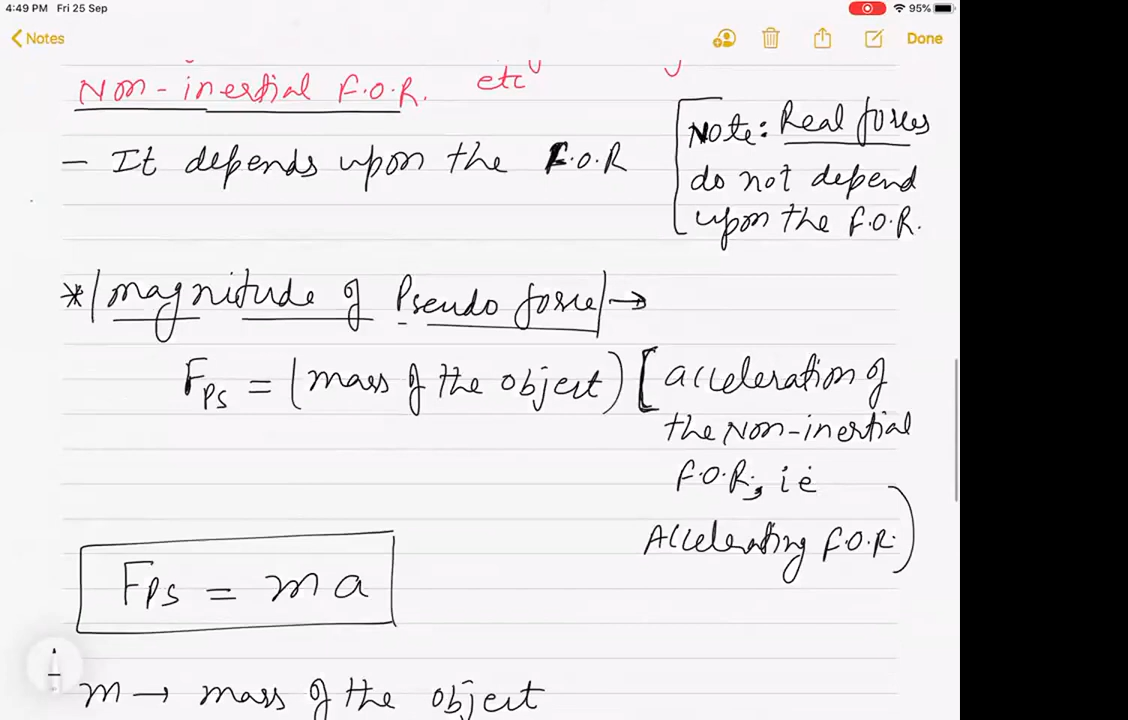 4:49 PM Fri 25 Sep
95%
Notes
Done
Non-inertial F.O.R. etc
- It depends upon the F.O.R
Note: Real forces
do not depend
upon the F.O.R.
* magnitude of Pseudo force →
Fps = (mass of the object) [acceleration of
the Non-inertial
F.O.R., ie
Accelerating F.O.R.)
Fps = ma
m → mass of the object